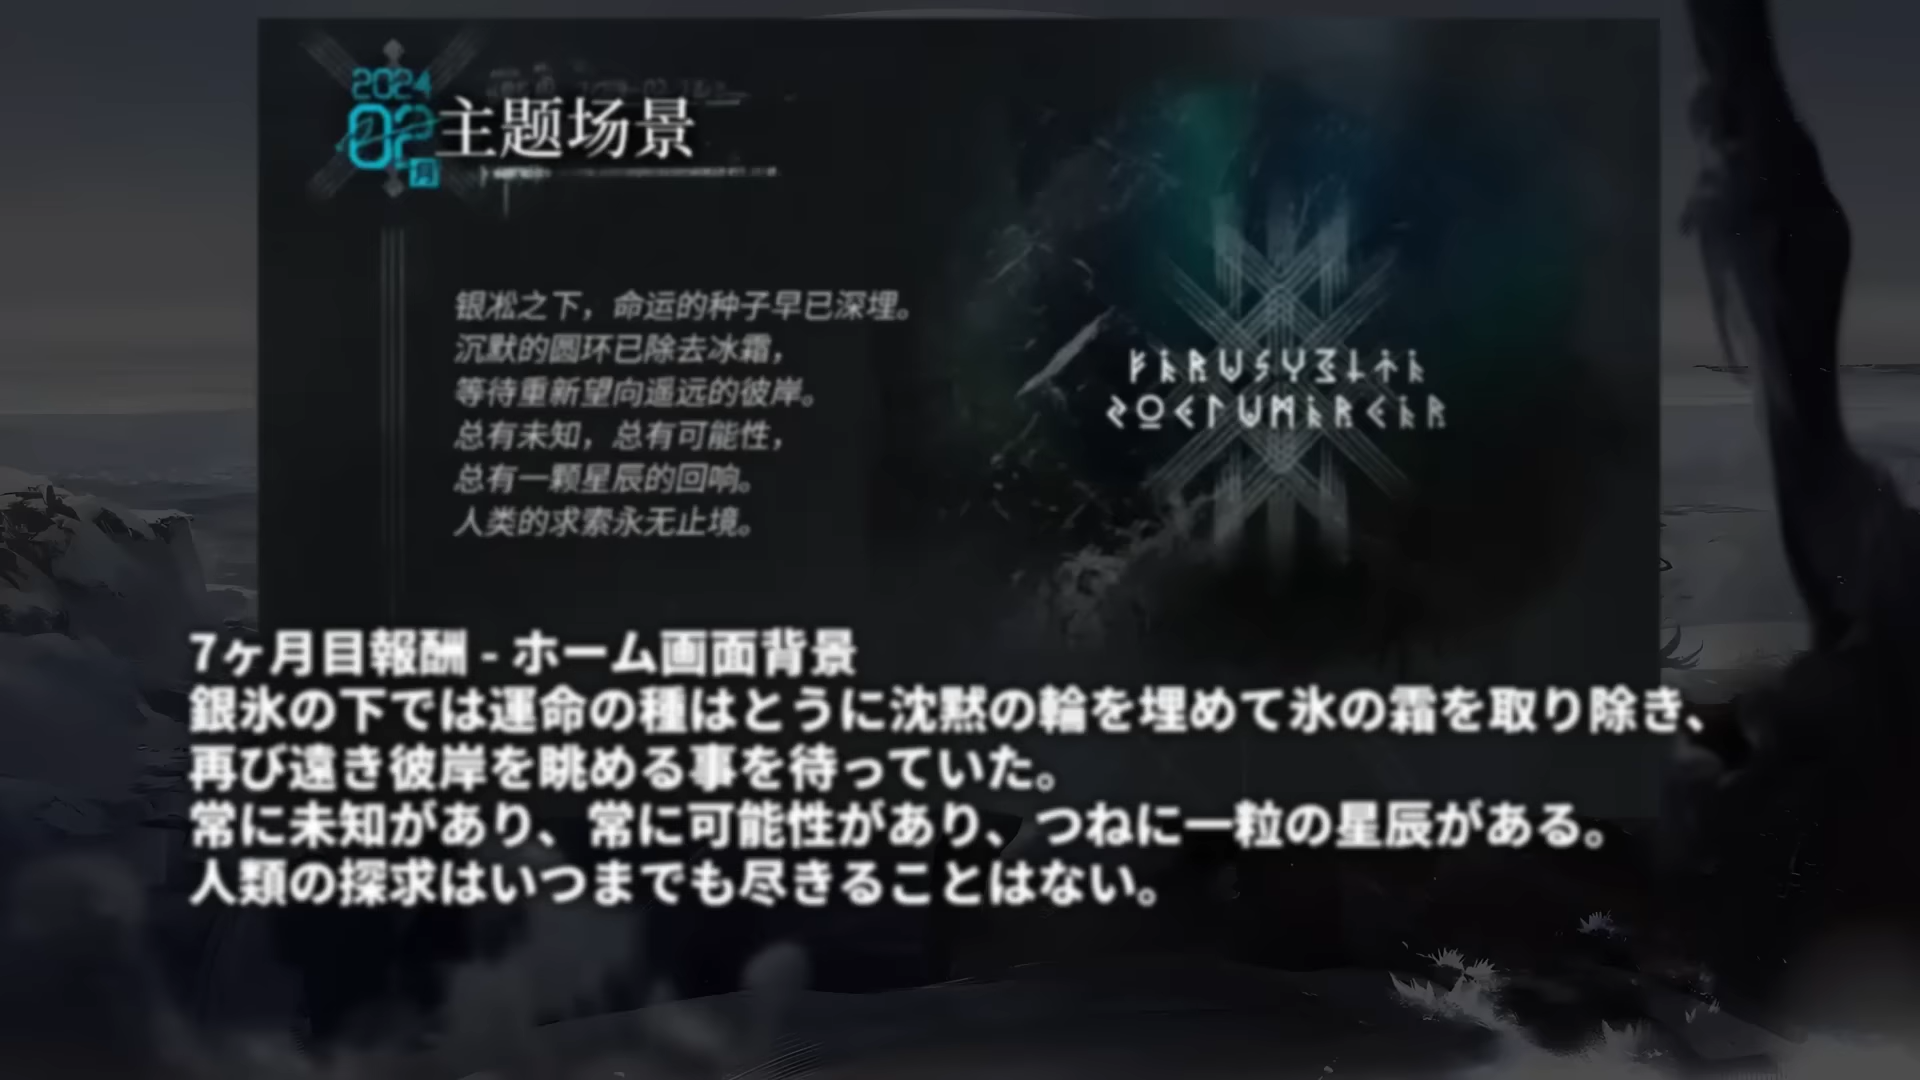 2024
02
月
主题场景
银凇之下，命运的种子早已深埋。
沉默的圆环已除去冰霜，
等待重新望向遥远的彼岸。
总有未知，总有可能性，
总有一颗星辰的回响。
人类的求索永无止境。
7ヶ月目報酬 - ホーム画面背景
銀氷の下では運命の種はとうに沈黙の輪を埋めて氷の霜を取り除き、
再び遠き彼岸を眺める事を待っていた。
常に未知があり、常に可能性があり、つねに一粒の星辰がある。
人類の探求はいつまでも尽きることはない。